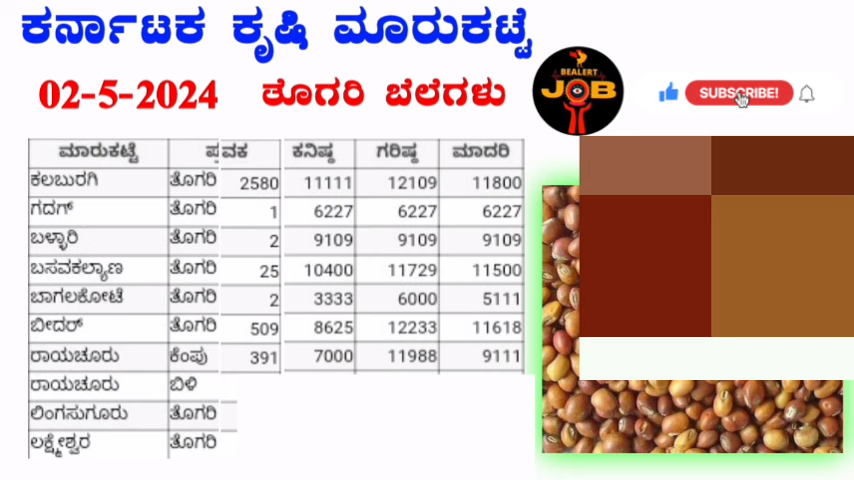 ಕರ್ನಾಟಕ ಕೃಷಿ ಮಾರುಕಟ್ಟೆ
02-5-2024 ತೊಗರಿ ಬೆಲೆಗಳು
BEALERT
JOB
SUBSCRIBE!
ಮಾರುಕಟ್ಟೆ ವಕ ಕನಿಷ್ಠ ಗರಿಷ್ಠ ಮಾದರಿ
ಕಲಬುರಗಿ ತೊಗರಿ 2580 11111 12109 11800
ಗದಗ್ ತೊಗರಿ 1 6227 6227 6227
ಬಳ್ಳಾರಿ ತೊಗರಿ 2 9109 9109 9109
ಬಸವಕಲ್ಯಾಣ ತೊಗರಿ 25 10400 11729 11500
ಬಾಗಲಕೋಟೆ ತೊಗರಿ 2 3333 6000 5111
ಬೀದರ್ ತೊಗರಿ 509 8625 12233 11618
ರಾಯಚೂರು ಕೆಂಪು 391 7000 11988 9111
ರಾಯಚೂರು ಬಿಳಿ
ಲಿಂಗಸುಗೂರು ತೊಗರಿ
ಲಕ್ಷ್ಮೇಶ್ವರ ತೊಗರಿ